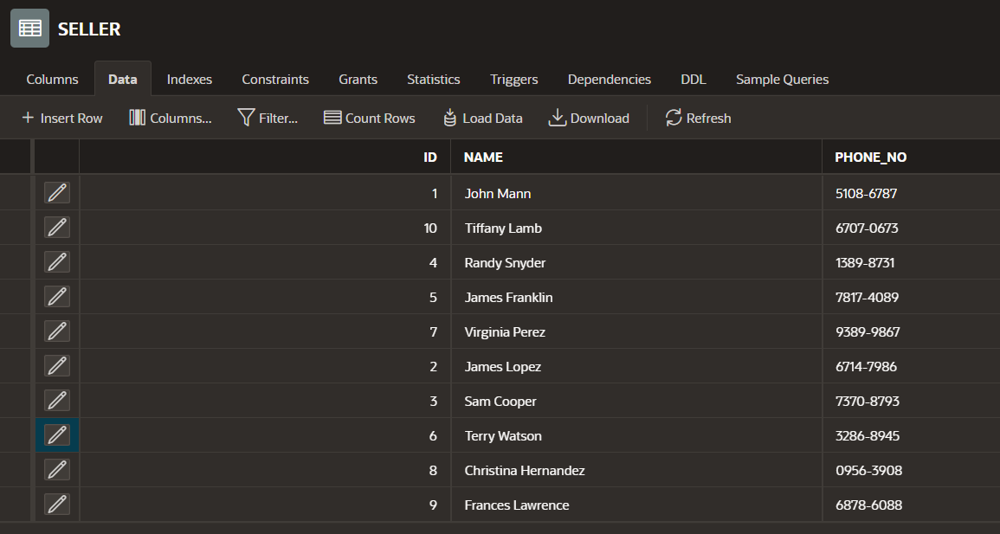 SELLER
Columns Data Indexes Constraints Grants Statistics Triggers Dependencies DDL Sample Queries
+ Insert Row Columns... Filter... Count Rows Load Data Download Refresh
ID NAME PHONE_NO
1 John Mann 5108-6787
10 Tiffany Lamb 6707-0673
4 Randy Snyder 1389-8731
5 James Franklin 7817-4089
7 Virginia Perez 9389-9867
2 James Lopez 6714-7986
3 Sam Cooper 7370-8793
6 Terry Watson 3286-8945
8 Christina Hernandez 0956-3908
9 Frances Lawrence 6878-6088